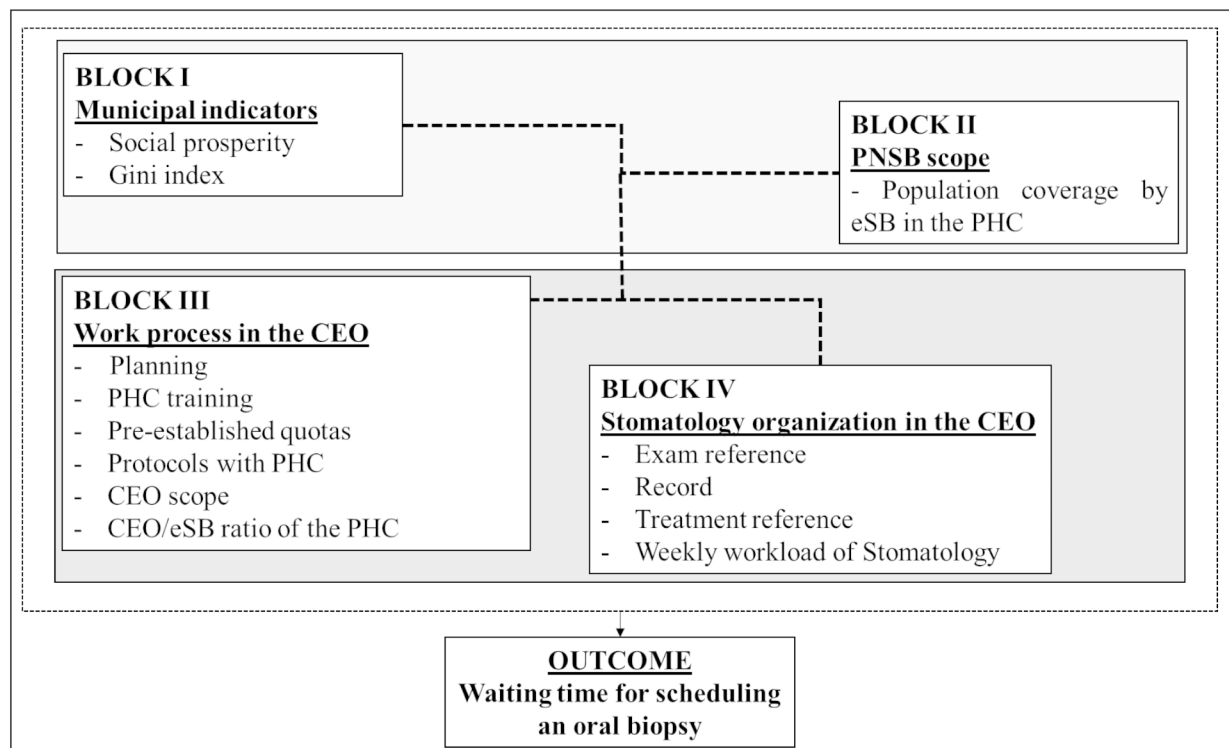 BLOCK I
Municipal indicators
- Social prosperity
- Gini index
BLOCK II
PNSB scope
- Population coverage by
eSB in the PHC
BLOCK III
Work process in the CEO
- Planning
- PHC training
- Pre-established quotas
- Protocols with PHC
- CEO scope
- CEO/eSB ratio of the PHC
BLOCK IV
Stomatology organization in the CEO
- Exam reference
- Record
- Treatment reference
- Weekly workload of Stomatology
OUTCOME
Waiting time for scheduling
an oral biopsy